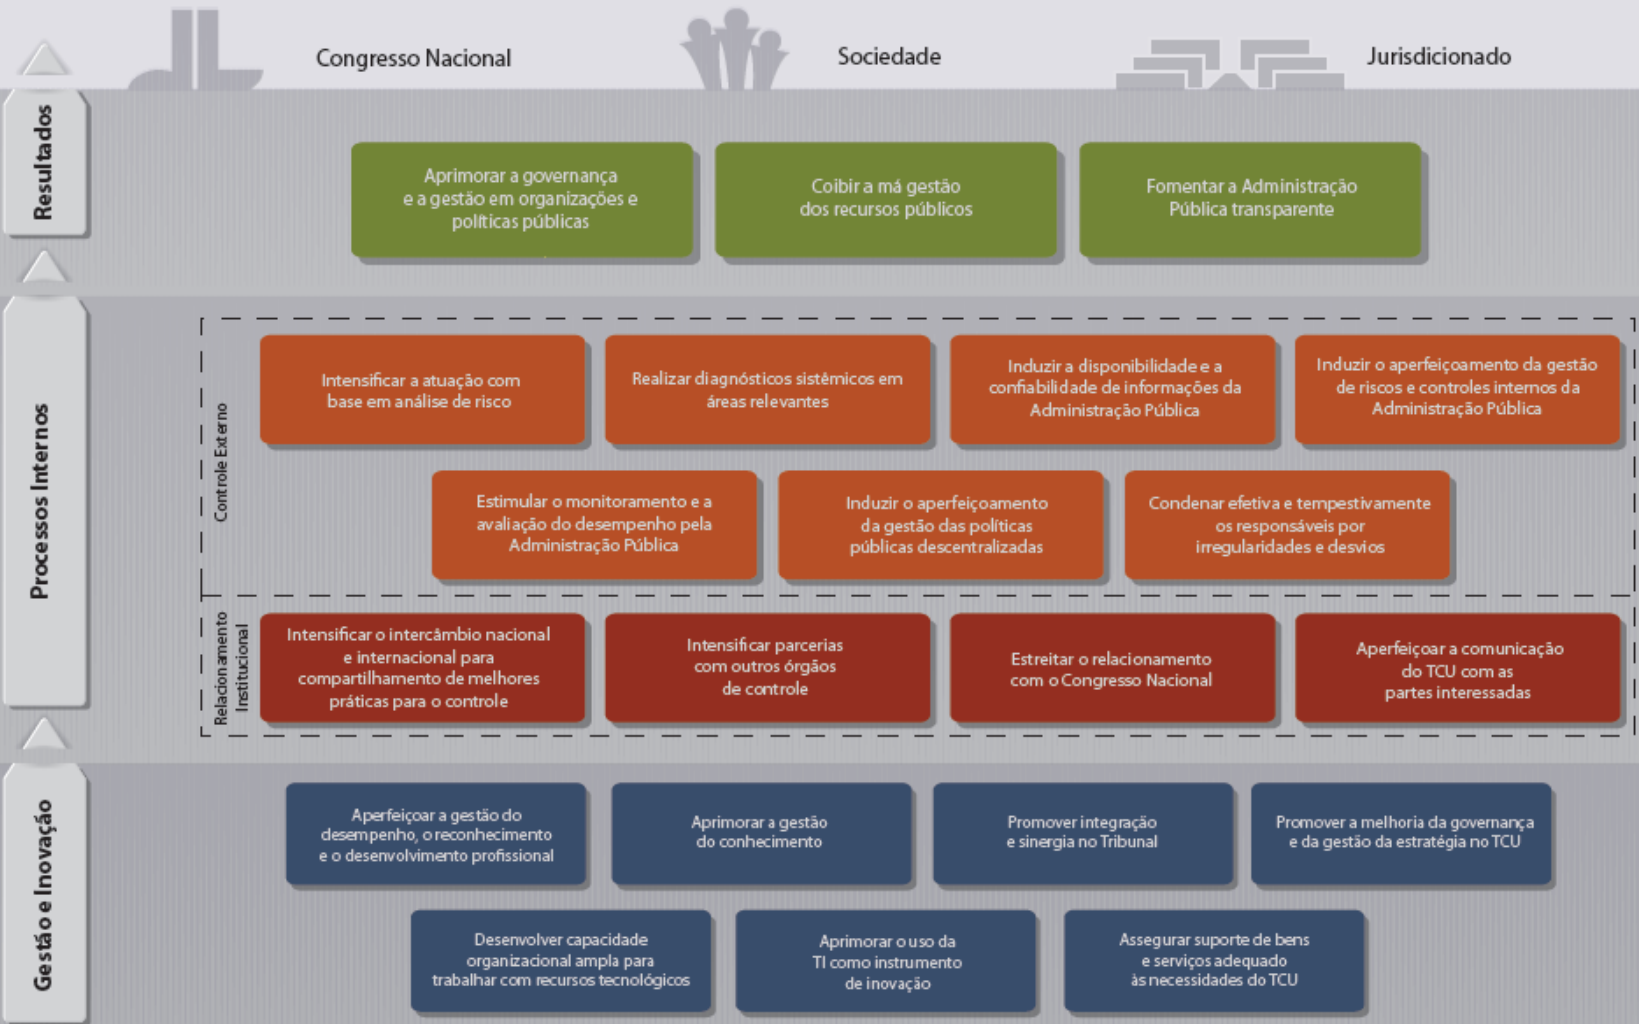 Congresso Nacional
Sociedade
Jurisdicionado
Resultados
Aprimorar a governança
e a gestão em organizações e
políticas públicas
Coibir a má gestão
dos recursos públicos
Fomentar a Administração
Pública transparente
Processos Internos
Controle Externo
Intensificar a atuação com
base em análise de risco
Realizar diagnósticos sistêmicos em
áreas relevantes
Induzir a disponibilidade e a
confiabilidade de informações da
Administração Pública
Induzir o aperfeiçoamento da gestão
de riscos e controles internos da
Administração Pública
Estimular o monitoramento e a
avaliação do desempenho pela
Administração Pública
Induzir o aperfeiçoamento
da gestão das políticas
públicas descentralizadas
Condenar efetiva e tempestivamente
os responsáveis por
irregularidades e desvios
Relacionamento
Institucional
Intensificar o intercâmbio nacional
e internacional para
compartilhamento de melhores
práticas para o controle
Intensificar parcerias
com outros órgãos
de controle
Estreitar o relacionamento
com o Congresso Nacional
Aperfeiçoar a comunicação
do TCU com as
partes interessadas
Gestão e Inovação
Aperfeiçoar a gestão do
desempenho, o reconhecimento
e o desenvolvimento profissional
Aprimorar a gestão
do conhecimento
Promover integração
e sinergia no Tribunal
Promover a melhoria da governança
e da gestão da estratégia no TCU
Desenvolver capacidade
organizacional ampla para
trabalhar com recursos tecnológicos
Aprimorar o uso da
TI como instrumento
de inovação
Assegurar suporte de bens
e serviços adequado
às necessidades do TCU